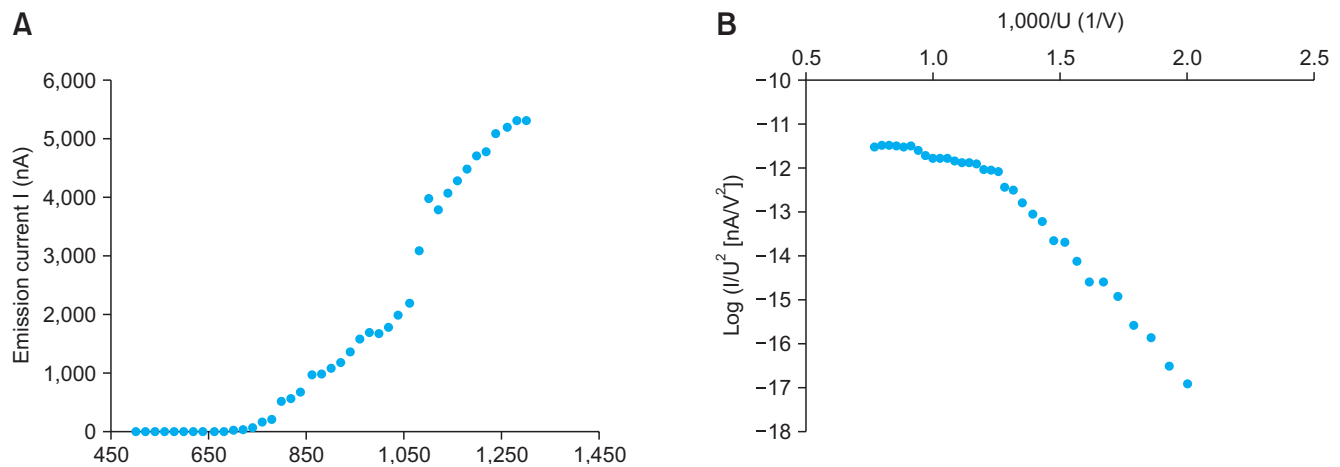 A
Emission current I (nA)
6,000
5,000
4,000
3,000
2,000
1,000
0
450 650 850 1,050 1,250 1,450
B
1,000/U (1/V)
0.5 1.0 1.5 2.0 2.5
Log (I/U² [nA/V²])
−10
−11
−12
−13
−14
−15
−16
−17
−18